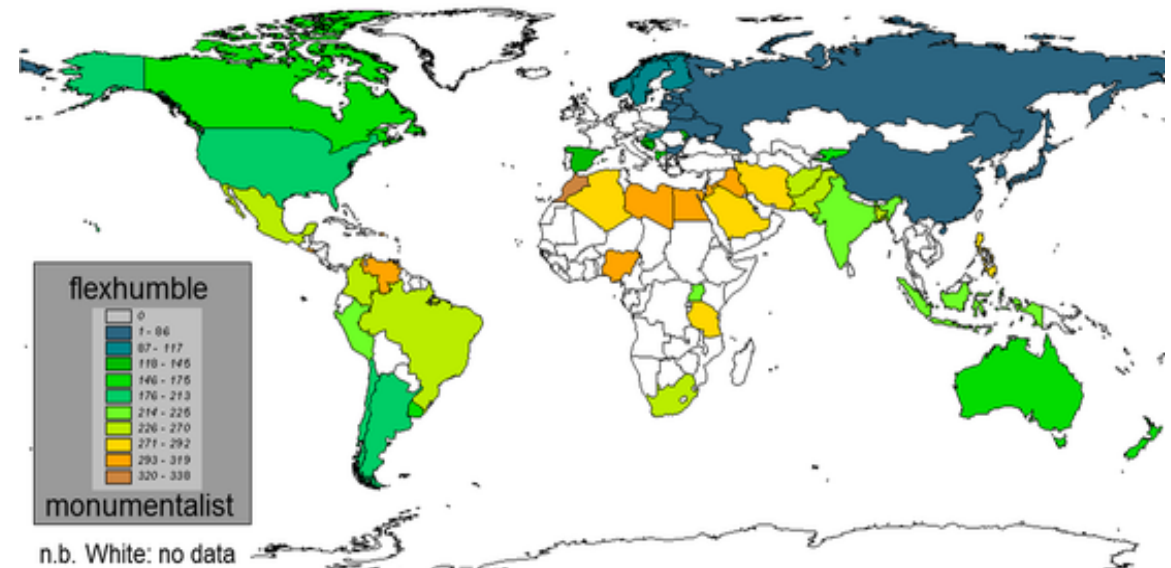 flexhumble
0
1 - 86
87 - 117
118 - 145
146 - 175
176 - 213
214 - 225
226 - 270
271 - 292
293 - 319
320 - 338
monumentalist
n.b. White: no data